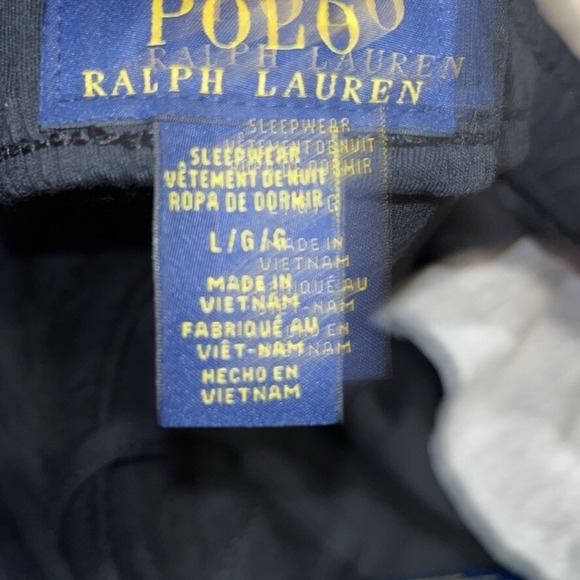 POLO
RALPH LAUREN
SLEEPWEAR
VÊTEMENT DE NUIT
ROPA DE DORMIR
L/G/G
MADE IN
VIETNAM
FABRIQUÉ AU
VIÊT-NAM
HECHO EN
VIETNAM